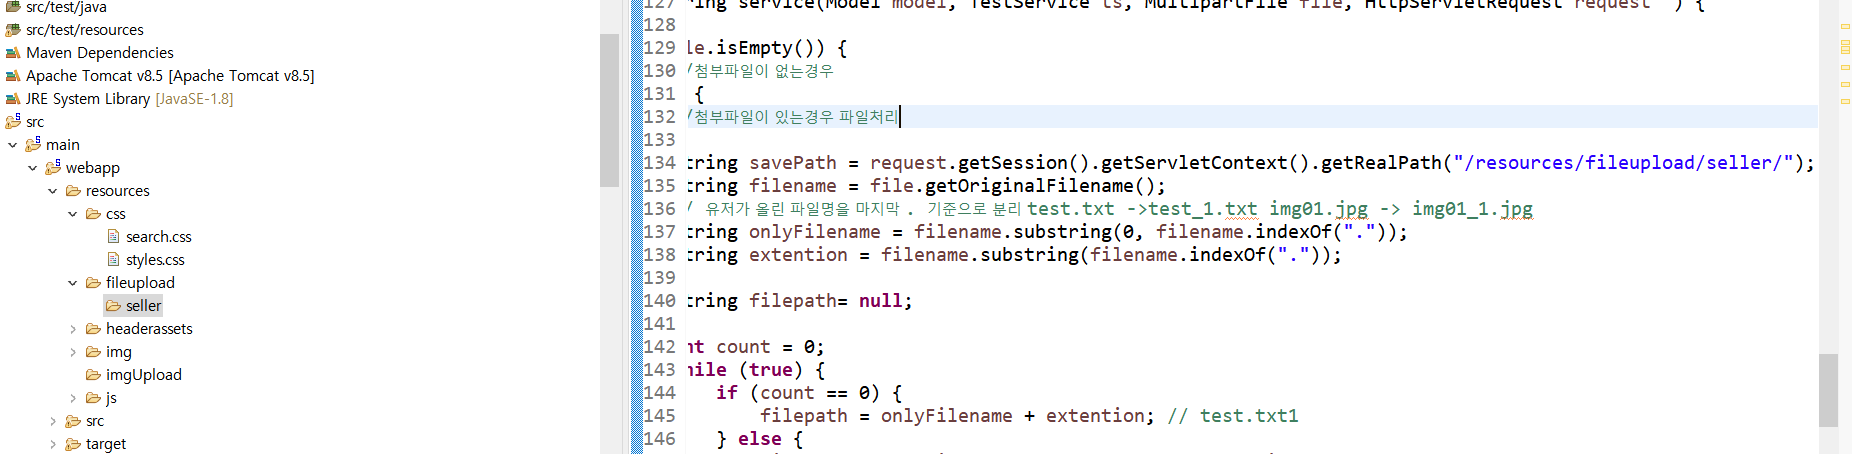 src/test/java
src/test/resources
Maven Dependencies
Apache Tomcat v8.5 [Apache Tomcat v8.5]
JRE System Library [JavaSE-1.8]
src
main
webapp
resources
css
search.css
styles.css
fileupload
seller
headerassets
img
imgUpload
js
src
target
127 ring service(Model model, TestService ts, MultipartFile file, HttpServletRequest request ) {
128
129 le.isEmpty()) {
130 /첨부파일이 없는경우
131 {
132 /첨부파일이 있는경우 파일처리
133
134 tring savePath = request.getSession().getServletContext().getRealPath("/resources/fileupload/seller/");
135 tring filename = file.getOriginalFilename();
136 / 유저가 올린 파일명을 마지막 . 기준으로 분리 test.txt ->test_1.txt img01.jpg -> img01_1.jpg
137 tring onlyFilename = filename.substring(0, filename.indexOf("."));
138 tring extention = filename.substring(filename.indexOf("."));
139
140 tring filepath= null;
141
142 nt count = 0;
143 hile (true) {
144 if (count == 0) {
145 filepath = onlyFilename + extention; // test.txt1
146 } else {